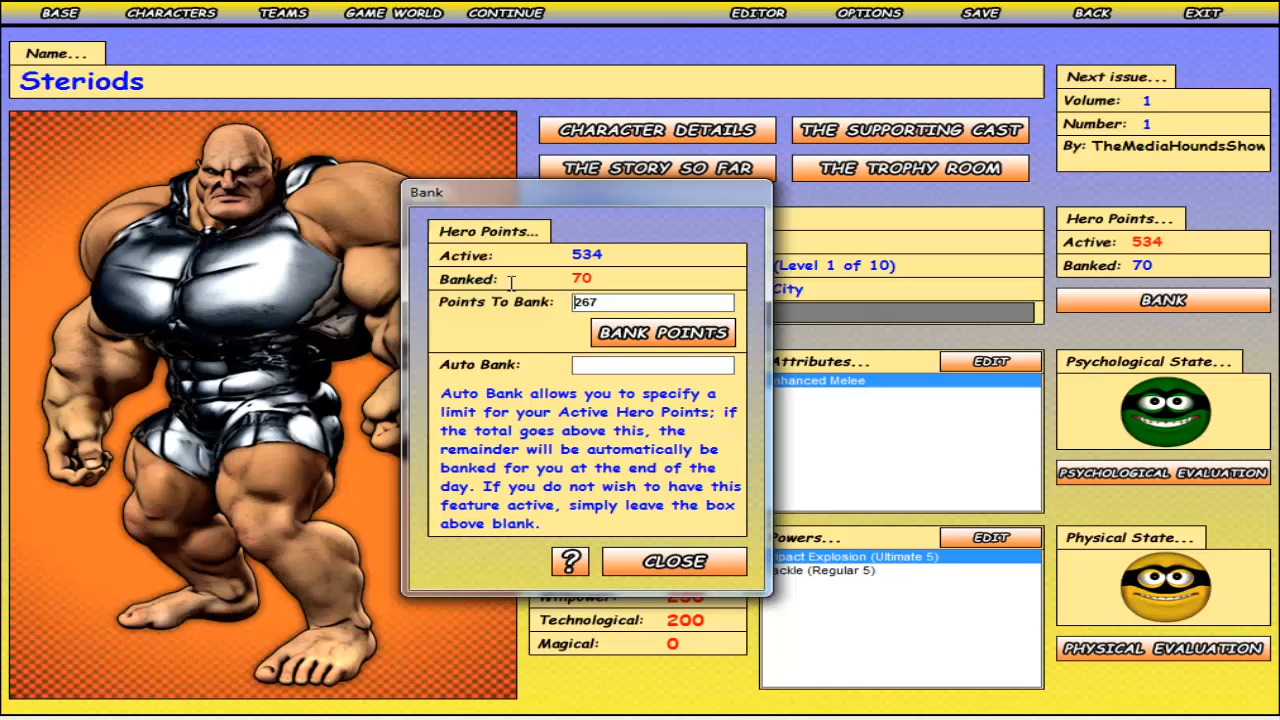 BASE CHARACTERS TEAMS GAME WORLD CONTINUE EDITOR OPTIONS SAVE BACK EXIT
Name...
Steriods
CHARACTER DETAILS
THE SUPPORTING CAST
THE STORY SO FAR
THE TROPHY ROOM
Next issue...
Volume: 1
Number: 1
By: TheMediaHoundsShow
Bank
Hero Points...
Active: 534
Banked: 70
Points To Bank: 267
BANK POINTS
Auto Bank:
Auto Bank allows you to specify a
limit for your Active Hero Points; if
the total goes above this, the
remainder will be automatically be
banked for you at the end of the
day. If you do not wish to have this
feature active, simply leave the box
above blank.
?
CLOSE
(Level 1 of 10)
City
Attributes...
EDIT
nhanced Melee
Powers...
EDIT
pact Explosion (Ultimate 5)
ackle (Regular 5)
Technological: 200
Magical: 0
Hero Points...
Active: 534
Banked: 70
BANK
Psychological State...
PSYCHOLOGICAL EVALUATION
Physical State...
PHYSICAL EVALUATION